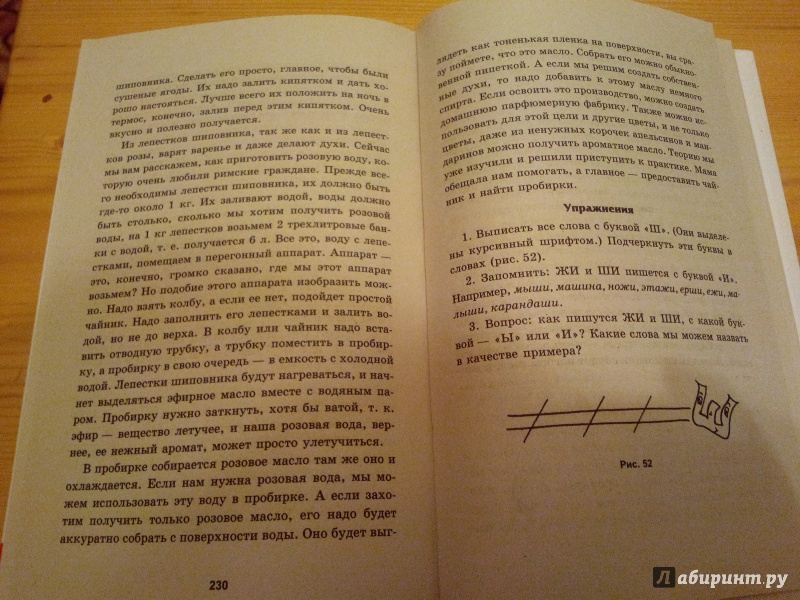 шиповника. Сделать его просто, главное, чтобы были
сушеные ягоды. Их надо залить кипятком и дать хо-
рошо настояться. Лучше всего их положить на ночь в
термос, конечно, залив перед этим кипятком. Очень
вкусно и полезно получается.
Из лепестков шиповника, так же как и из лепест-
ков розы, варят варенье и даже делают духи. Сейчас
мы вам расскажем, как приготовить розовую воду, ко-
торую очень любили римские граждане. Прежде все-
го необходимы лепестки шиповника, их должно быть
где-то около 1 кг. Их заливают водой, воды должно
быть столько, сколько мы хотим получить розовой
воды, на 1 кг лепестков возьмем 2 трехлитровые бан-
ки с водой, т. е. получается 6 л. Все это, воду с лепе-
стками, помещаем в перегонный аппарат. Аппарат —
это, конечно, громко сказано, где мы этот аппарат
возьмем? Но подобие этого аппарата изобразить мож-
но. Надо взять колбу, а если ее нет, подойдет простой
чайник. Надо заполнить его лепестками и залить во-
дой, но не до верха. В колбу или чайник надо вста-
вить отводную трубку, а трубку поместить в пробир-
ку, а пробирку в свою очередь — в емкость с холодной
водой. Лепестки шиповника будут нагреваться, и нач-
нет выделяться эфирное масло вместе с водяным па-
ром. Пробирку нужно заткнуть, хотя бы ватой, т. к.
эфир — вещество летучее, и наша розовая вода, вер-
нее, ее нежный аромат, может просто улетучиться.
В пробирке собирается розовое масло там же оно и
охлаждается. Если нам нужна розовая вода, мы мо-
жем использовать эту воду в пробирке. А если захо-
тим получить только розовое масло, его надо будет
аккуратно собрать с поверхности воды. Оно будет выг-
230
лядеть как тоненькая пленка на поверхности, вы сра-
зу поймете, что это масло. Собрать его можно обыкно-
венной пипеткой. А если мы решим создать собствен-
ные духи, то надо добавить к этому маслу немного
спирта. Если освоить это производство, можно создать
домашнюю парфюмерную фабрику. Также можно ис-
пользовать для этой цели и другие цветы, и не только
цветы, даже из ненужных корочек апельсинов и ман-
даринов можно получить ароматное масло. Теорию мы
уже изучили и решили приступить к практике. Мама
обещала нам помогать, а главное — предоставить чай-
ник и найти пробирки.
Упражнения
1. Выписать все слова с буквой «Ш». (Они выделе-
ны курсивным шрифтом.) Подчеркнуть эти буквы в
словах (рис. 52).
2. Запомнить: ЖИ и ШИ пишется с буквой «И».
Например, мыши, машина, ножи, этажи, ерши, ежи, ма-
лыши, карандаши.
3. Вопрос: как пишутся ЖИ и ШИ, с какой бук-
вой — «Ы» или «И»? Какие слова мы можем назвать
в качестве примера?
Рис. 52
Лабиринт.ру